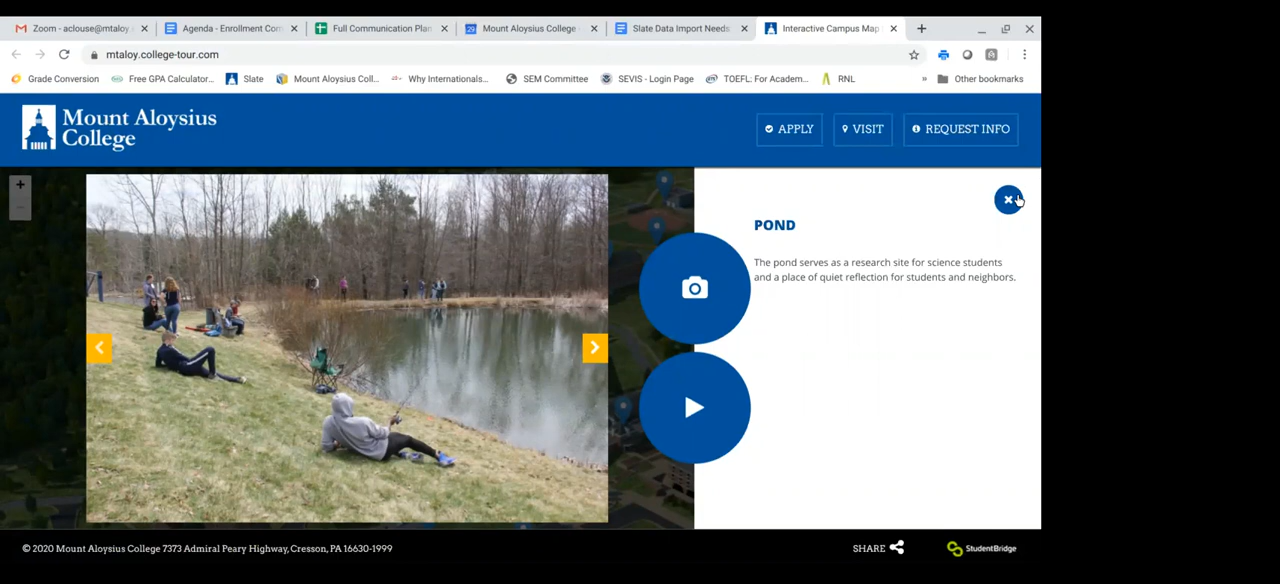 Zoom - aclouse@mtaloy
Agenda - Enrollment Com
Full Communication Plan
29
Mount Aloysius College
Slate Data Import Needs
Interactive Campus Map
mtaloy.college-tour.com
Grade Conversion
Free GPA Calculator...
Slate
Mount Aloysius Coll...
Why Internationals...
SEM Committee
SEVIS - Login Page
TOEFL: For Academ...
RNL
»
Other bookmarks
Mount Aloysius
College
APPLY
VISIT
REQUEST INFO
+
-
POND
The pond serves as a research site for science students
and a place of quiet reflection for students and neighbors.
© 2020 Mount Aloysius College 7373 Admiral Peary Highway, Cresson, PA 16630-1999
SHARE
StudentBridge